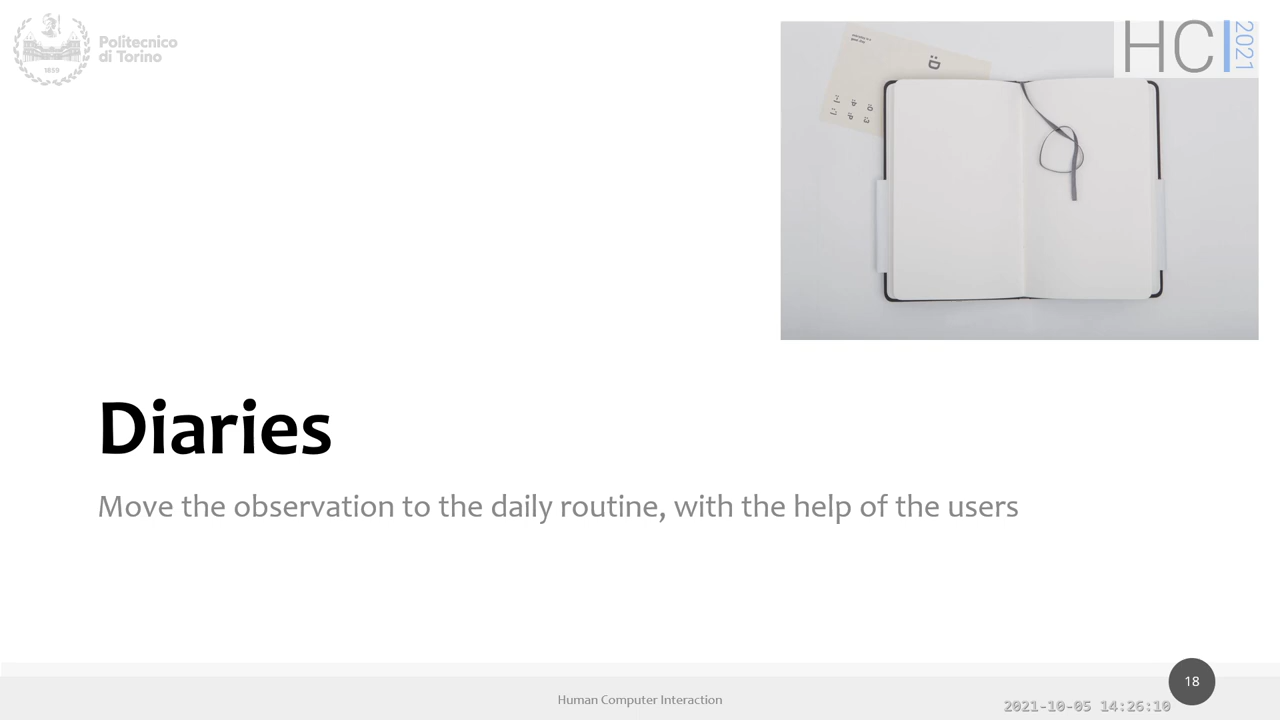 Politecnico
di Torino
1859
HCI
2021
:D
Diaries
Move the observation to the daily routine, with the help of the users
Human Computer Interaction
18
2021-10-05 14:26:10